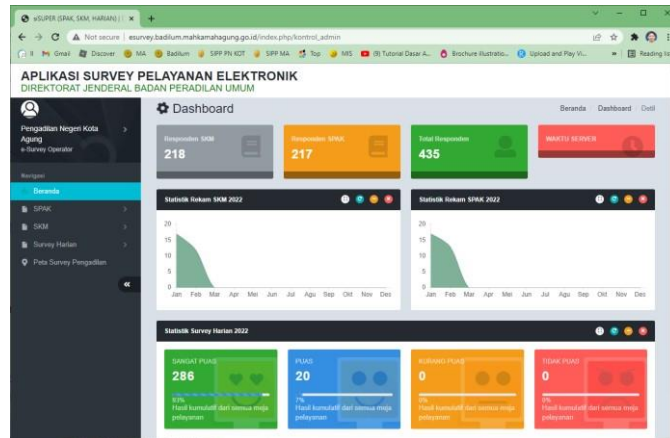 eSUPER (SPAK, SKM, HARIAN) |
Not secure | esurvey.badilum.mahkamahagung.go.id/index.php/kontrol_admin
Gmail Discover MA Badilum SIPP PN KOT SIPP MA Top MIS (9) Tutorial Dasar A... Brochure Illustratio... Upload and Play Vi... Reading list
APLIKASI SURVEY PELAYANAN ELEKTRONIK
DIREKTORAT JENDERAL BADAN PERADILAN UMUM
Pengadilan Negeri Kota
Agung
e-Survey Operator
Navigasi
Beranda
SPAK
SKM
Survey Harian
Peta Survey Pengadilan
Dashboard
Beranda / Dashboard / Detil
Responden SKM
218
Responden SPAK
217
Total Responden
435
WAKTU SERVER
Statistik Rekam SKM 2022
20
15
10
5
0
Jan Feb Mar Apr Mei Jun Jul Agu Sep Okt Nov Des
Statistik Rekam SPAK 2022
20
15
10
5
0
Jan Feb Mar Apr Mei Jun Jul Agu Sep Okt Nov Des
Statistik Survey Harian 2022
SANGAT PUAS
286
93%
Hasil kumulatif dari semua meja
pelayanan
PUAS
20
7%
Hasil kumulatif dari semua meja
pelayanan
KURANG PUAS
0
0%
Hasil kumulatif dari semua meja
pelayanan
TIDAK PUAS
0
0%
Hasil kumulatif dari semua meja
pelayanan